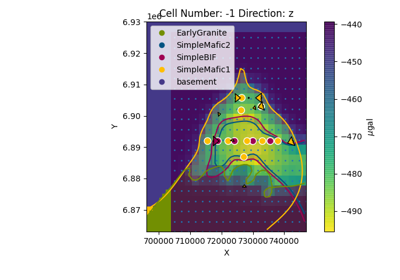 Cell Number: -1 Direction: z
1e6
EarlyGranite
SimpleMafic2
SimpleBIF
SimpleMafic1
basement
6.93
6.92
6.91
6.90
6.89
6.88
6.87
Y
700000 710000 720000 730000 740000
X
−440
−450
−460
−470
−480
−490
μgal